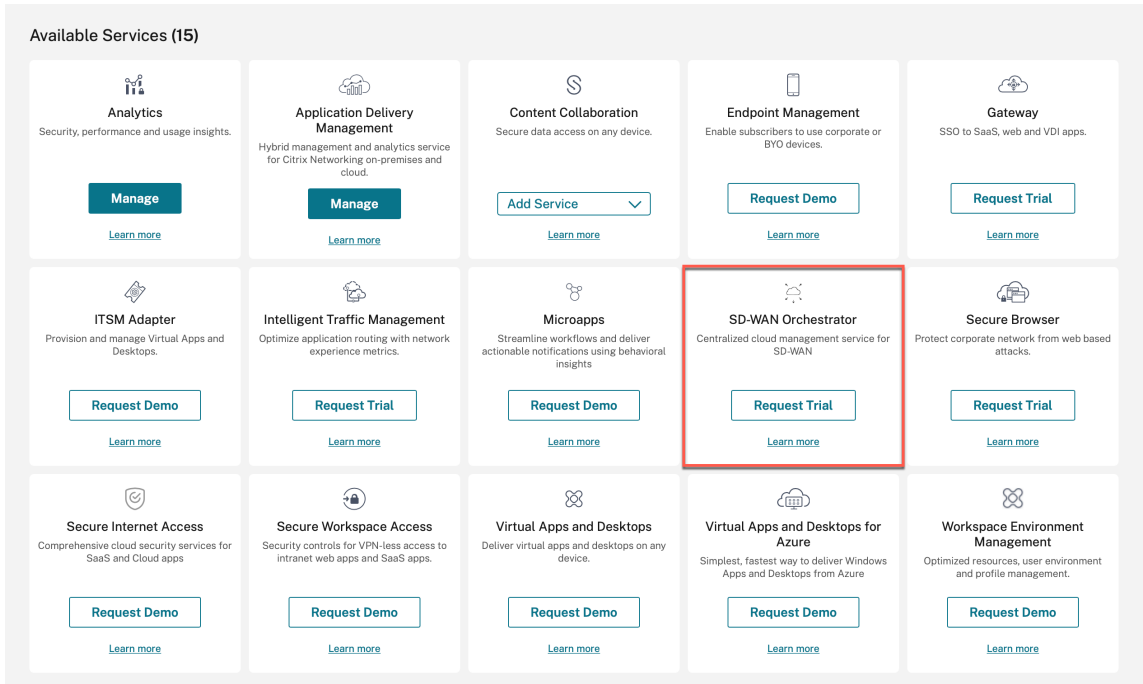 Available Services (15)
Analytics
Security, performance and usage insights.
Manage
Learn more
Application Delivery
Management
Hybrid management and analytics service
for Citrix Networking on-premises and
cloud.
Manage
Learn more
Content Collaboration
Secure data access on any device.
Add Service
Learn more
Endpoint Management
Enable subscribers to use corporate or
BYO devices.
Request Demo
Learn more
Gateway
SSO to SaaS, web and VDI apps.
Request Trial
Learn more
ITSM Adapter
Provision and manage Virtual Apps and
Desktops.
Request Demo
Learn more
Intelligent Traffic Management
Optimize application routing with network
experience metrics.
Request Trial
Learn more
Microapps
Streamline workflows and deliver
actionable notifications using behavioral
insights
Request Demo
Learn more
SD-WAN Orchestrator
Centralized cloud management service for
SD-WAN
Request Trial
Learn more
Secure Browser
Protect corporate network from web based
attacks.
Request Trial
Learn more
Secure Internet Access
Comprehensive cloud security services for
SaaS and Cloud apps
Request Demo
Learn more
Secure Workspace Access
Security controls for VPN-less access to
intranet web apps and SaaS apps.
Request Demo
Learn more
Virtual Apps and Desktops
Deliver virtual apps and desktops on any
device.
Request Demo
Learn more
Virtual Apps and Desktops for
Azure
Simplest, fastest way to deliver Windows
Apps and Desktops from Azure
Request Demo
Learn more
Workspace Environment
Management
Optimized resources, user environment
and profile management.
Request Demo
Learn more